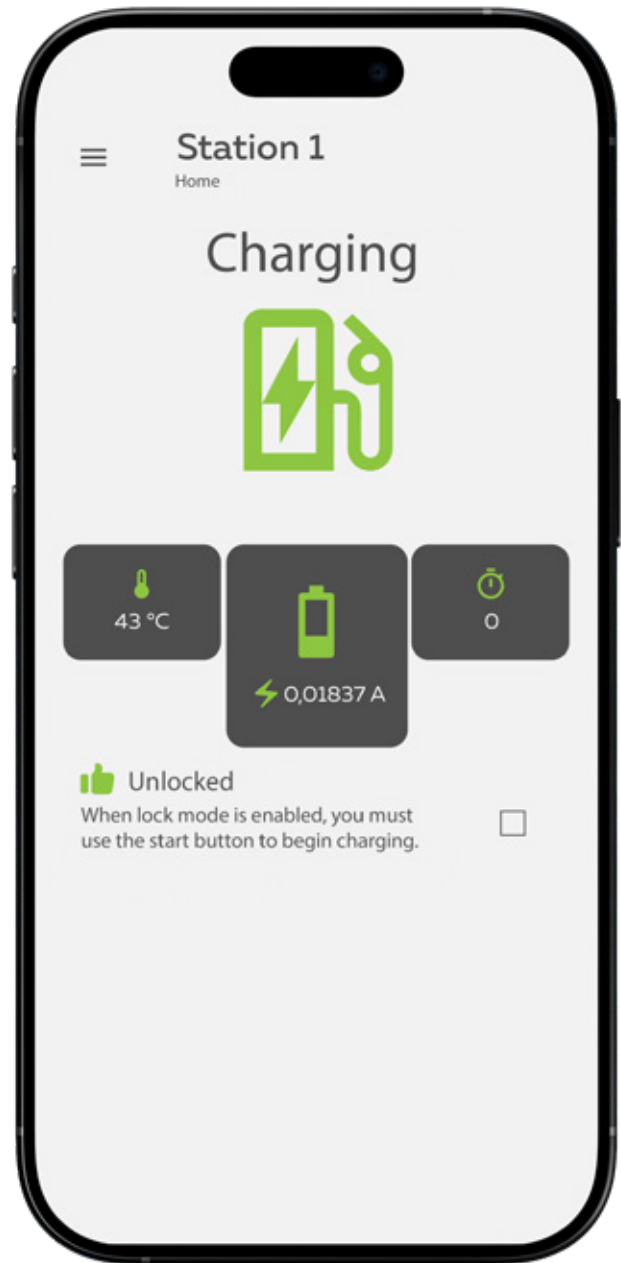 Station 1
Home
Charging
43 °C
0,01837 A
0
Unlocked
When lock mode is enabled, you must
use the start button to begin charging.